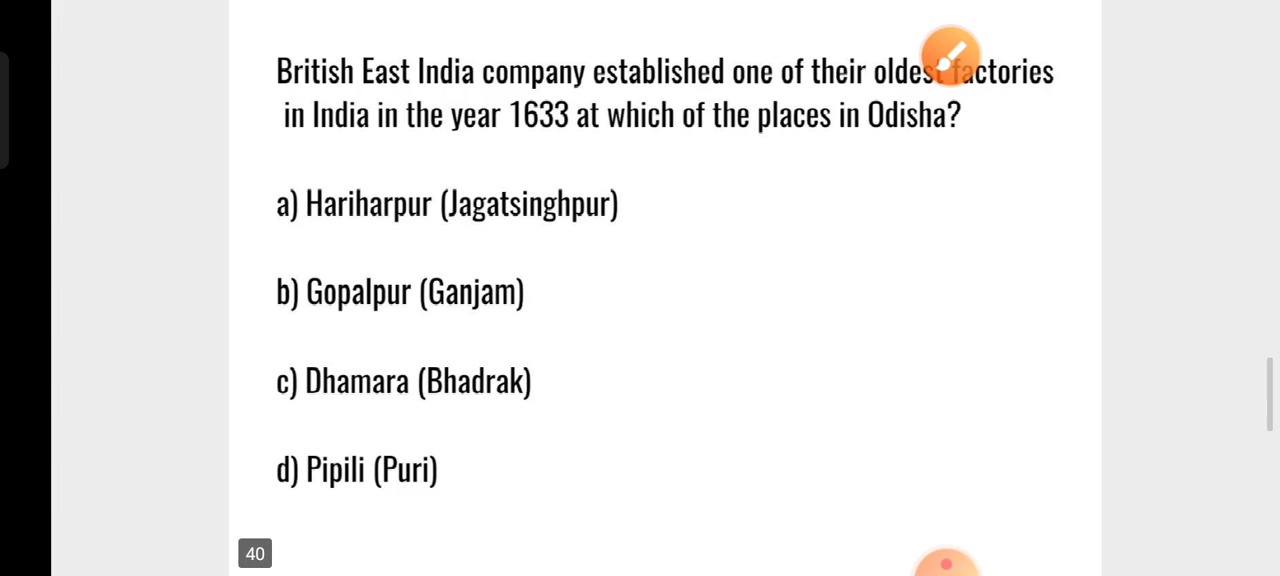 British East India company established one of their oldest factories
in India in the year 1633 at which of the places in Odisha?
a) Hariharpur (Jagatsinghpur)
b) Gopalpur (Ganjam)
c) Dhamara (Bhadrak)
d) Pipili (Puri)
40